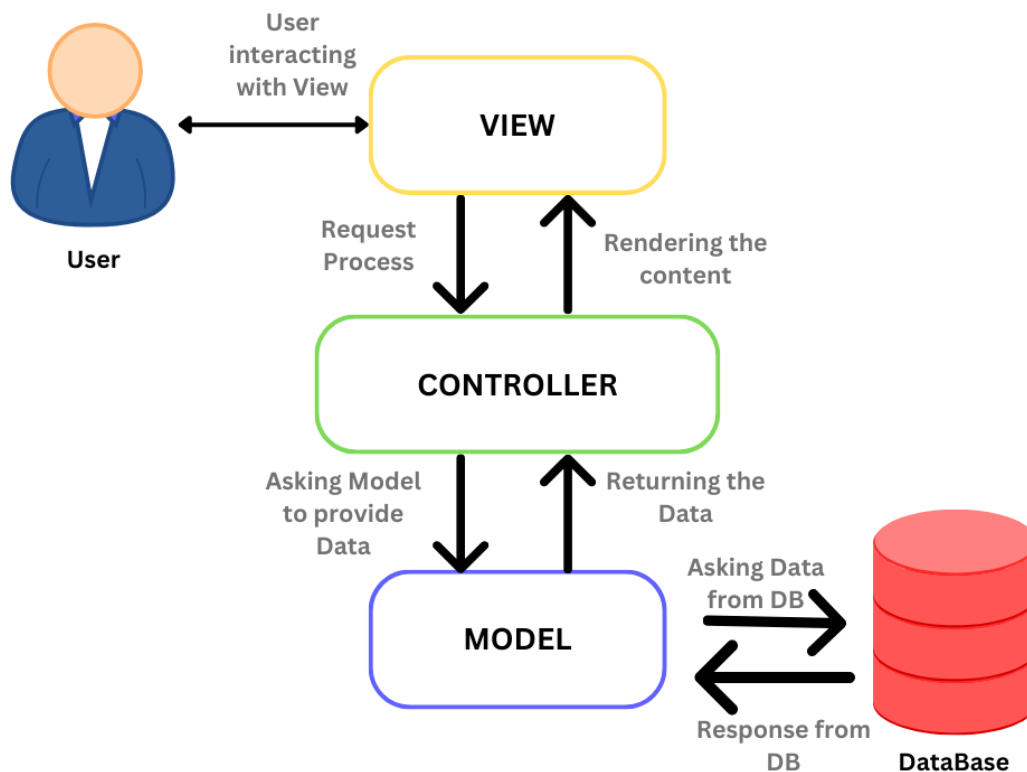 User
interacting
with View
VIEW
User
Request
Process
Rendering the
content
CONTROLLER
Asking Model
to provide
Data
Returning the
Data
MODEL
Asking Data
from DB
Response from
DB
DataBase